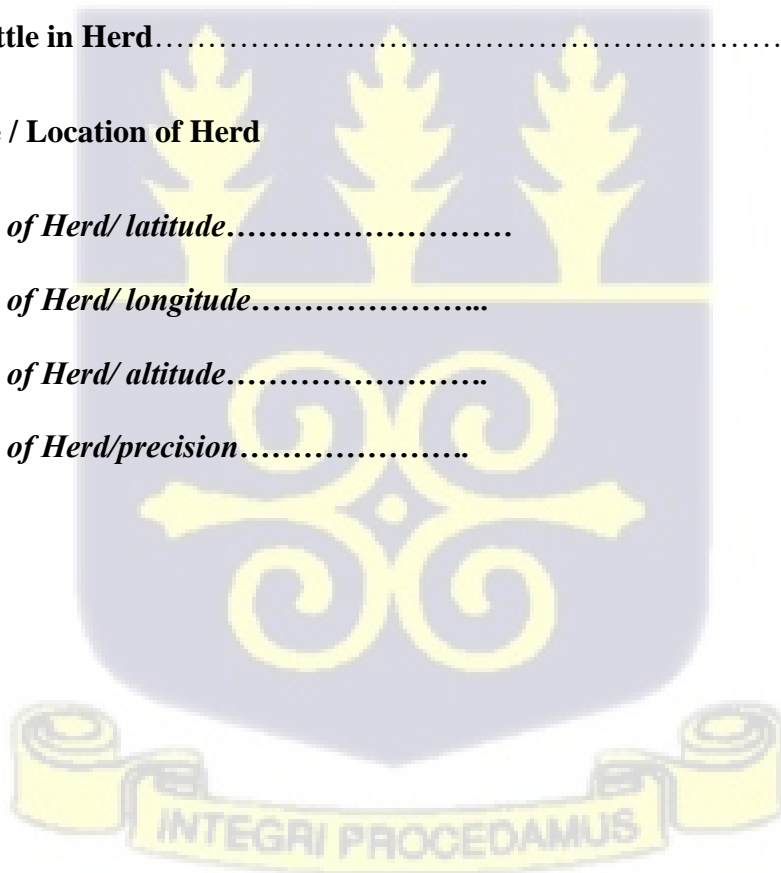 ttle in Herd……………………………………………………………
/ Location of Herd
of Herd/ latitude………………………
of Herd/ longitude…………………...
of Herd/ altitude…………………….
of Herd/precision………………….
INTEGRI PROCEDAMUS